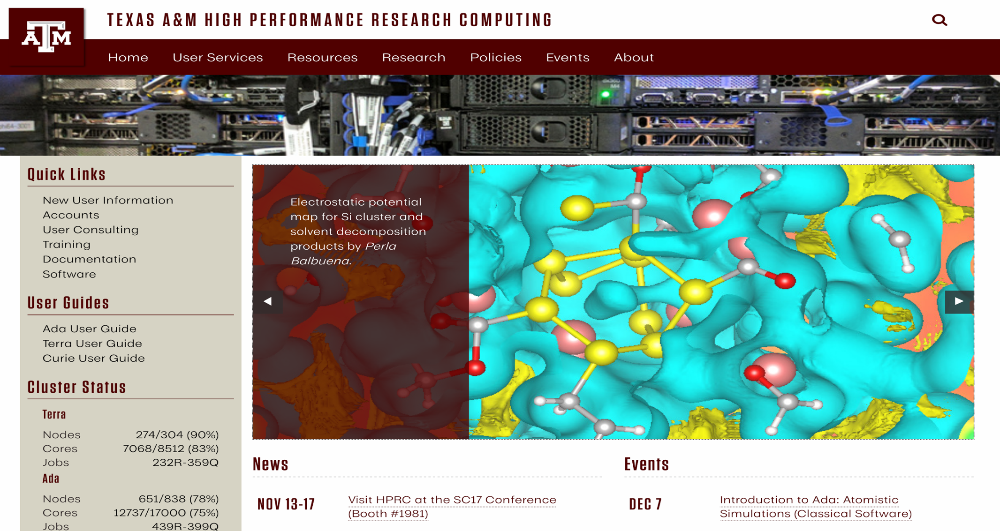 TEXAS A&M HIGH PERFORMANCE RESEARCH COMPUTING
ATM
Home User Services Resources Research Policies Events About
phi64-3001
Quick Links
New User Information
Accounts
User Consulting
Training
Documentation
Software
User Guides
Ada User Guide
Terra User Guide
Curie User Guide
Cluster Status
Terra
Nodes 274/304 (90%)
Cores 7068/8512 (83%)
Jobs 232R-359Q
Ada
Nodes 651/838 (78%)
Cores 12737/17000 (75%)
Jobs 439R-399Q
Electrostatic potential
map for Si cluster and
solvent decomposition
products by Perla
Balbuena.
News
NOV 13-17
Visit HPRC at the SC17 Conference
(Booth #1981)
Events
DEC 7
Introduction to Ada: Atomistic
Simulations (Classical Software)